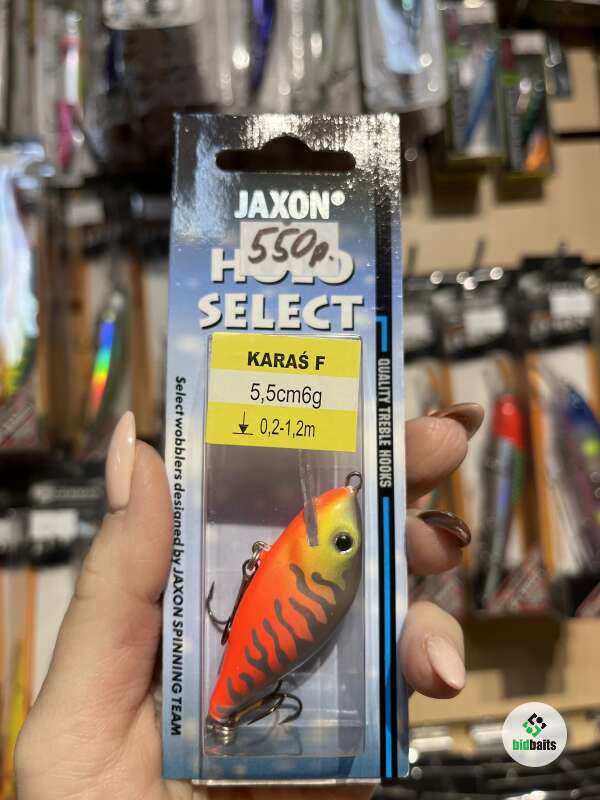 JAXON®
550р.
HOLO
SELECT
KARAŚ F
5,5cm6g
0,2-1,2m
QUALITY TREBLE HOOKS
Select wobblers designed by JAXON SPINNING TEAM
bidbaits